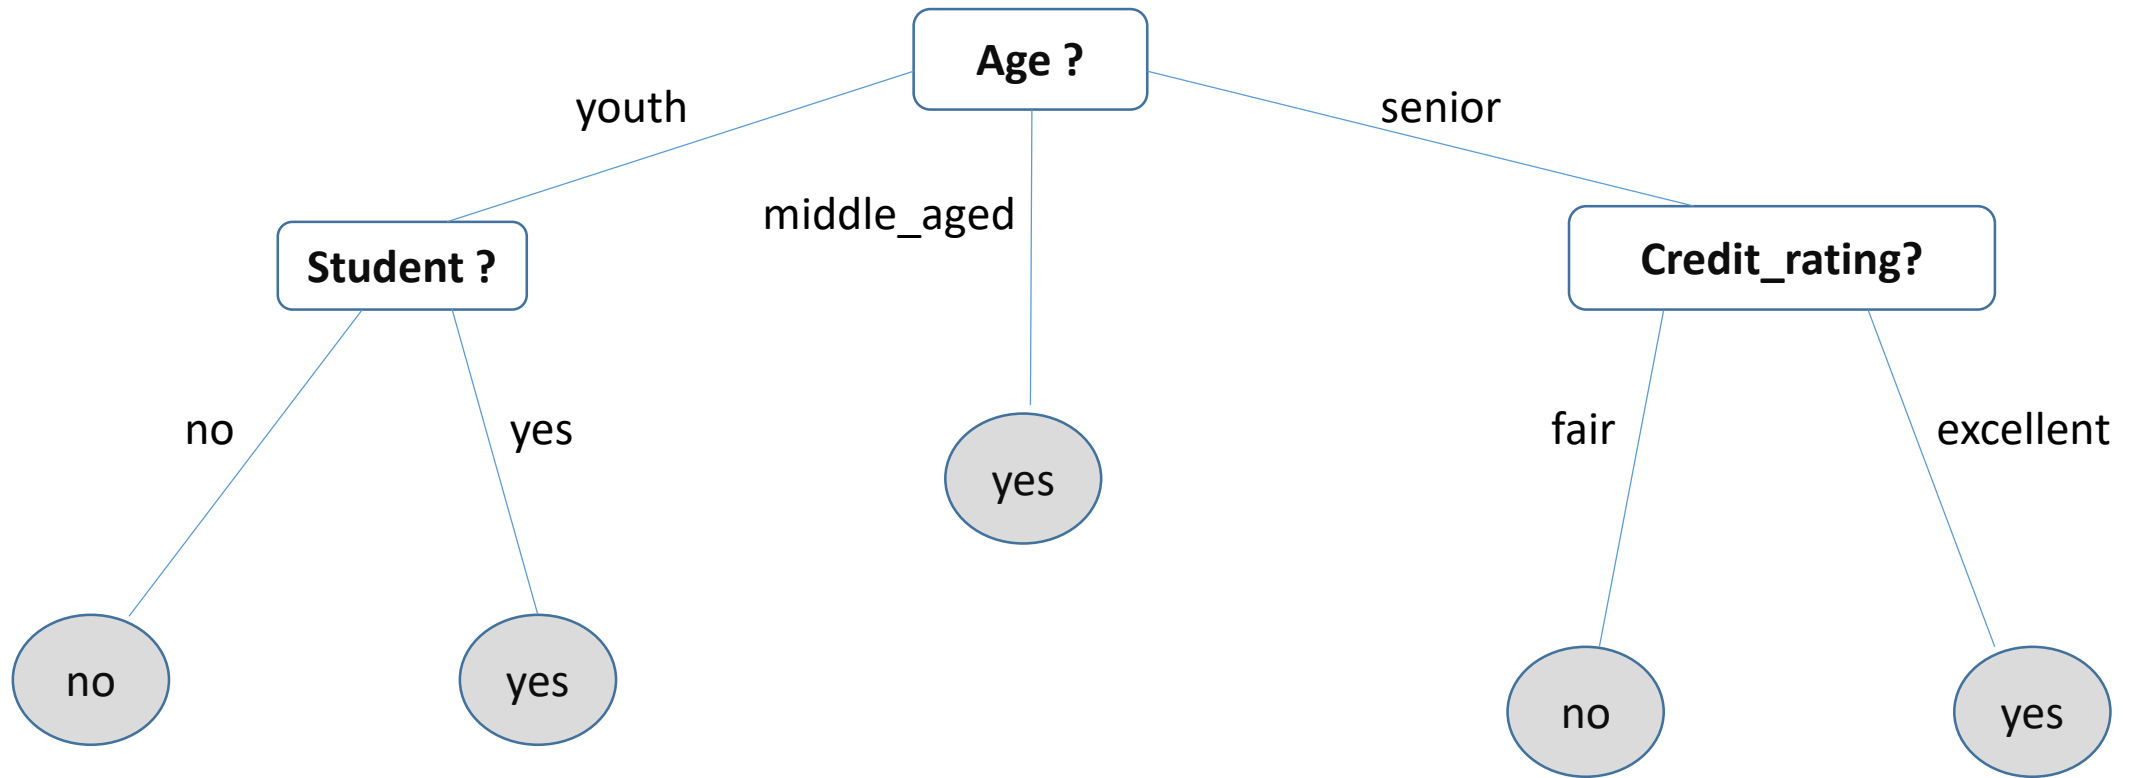 Age ?
youth
senior
middle_aged
Student ?
Credit_rating?
no
yes
fair
excellent
yes
no
yes
no
yes